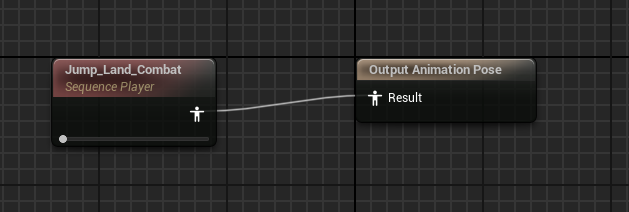 Jump_Land_Combat
Sequence Player
Output Animation Pose
Result